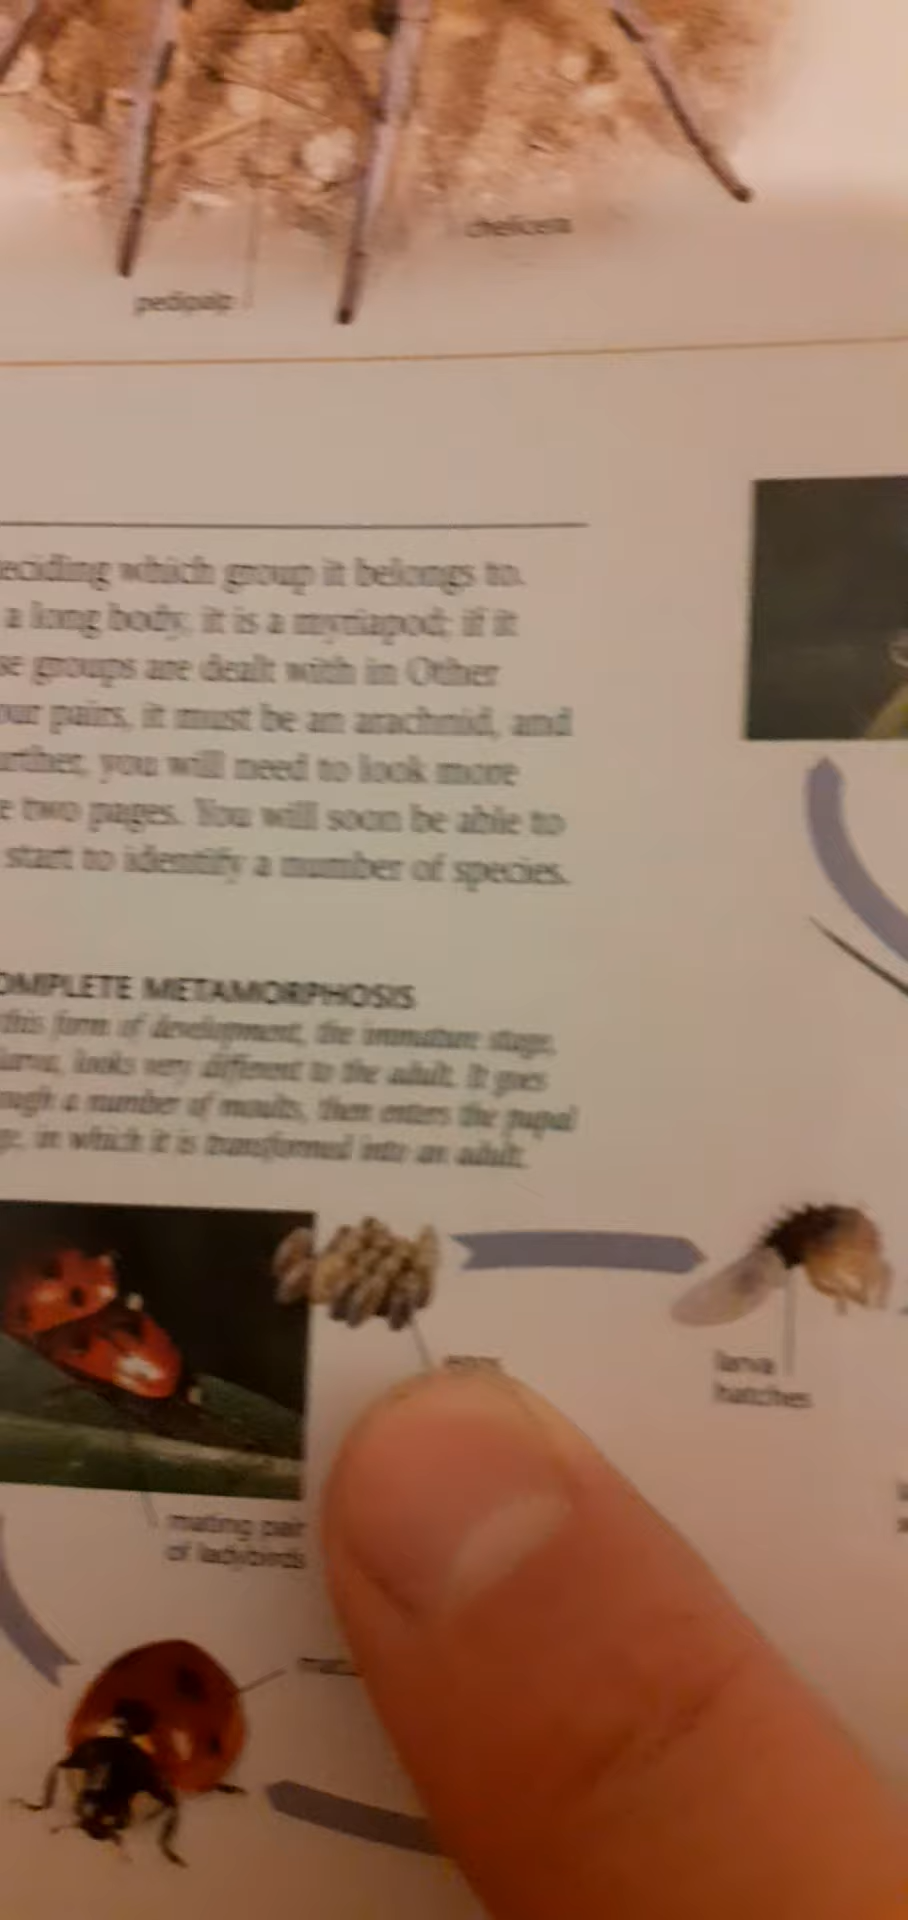 chelicera
pedipalp
deciding which group it belongs to.
a long body, it is a myriapod; if it
groups are dealt with in Other
our pairs, it must be an arachnid, and
urther, you will need to look more
two pages. You will soon be able to
start to identify a number of species.
OMPLETE METAMORPHOSIS
this form of development, the immature stage,
larva, looks very different to the adult. It goes
ough a number of moults, then enters the pupal
ge, in which it is transformed into an adult.
eggs
larva
hatches
mating pair
of ladybirds